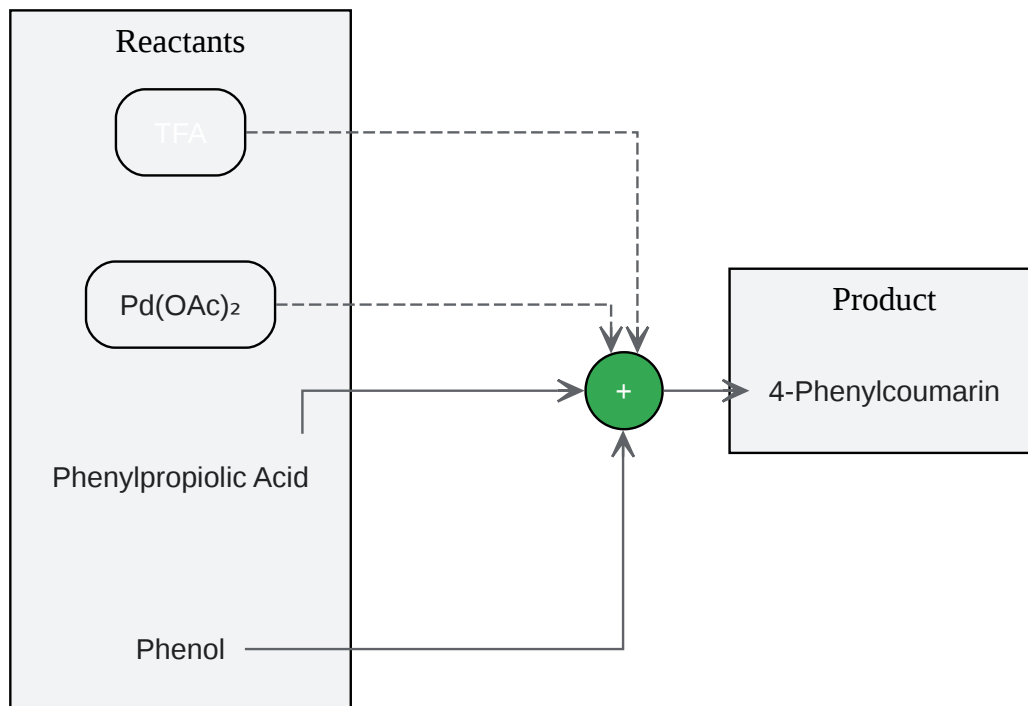 Reactants
TFA
Pd(OAc)₂
Phenylpropiolic Acid
Phenol
+
Product
4-Phenylcoumarin